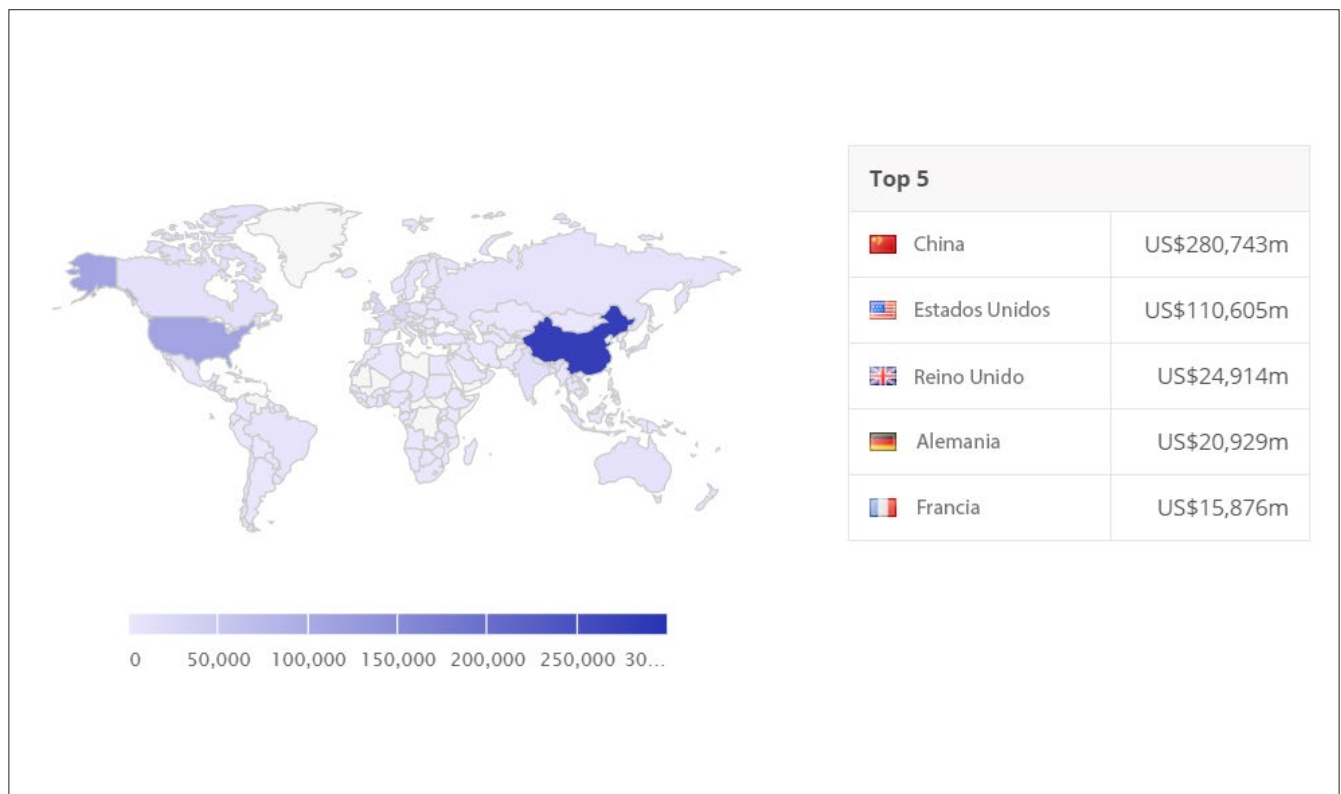 Top 5
China US$280,743m
Estados Unidos US$110,605m
Reino Unido US$24,914m
Alemania US$20,929m
Francia US$15,876m
0 50,000 100,000 150,000 200,000 250,000 30...